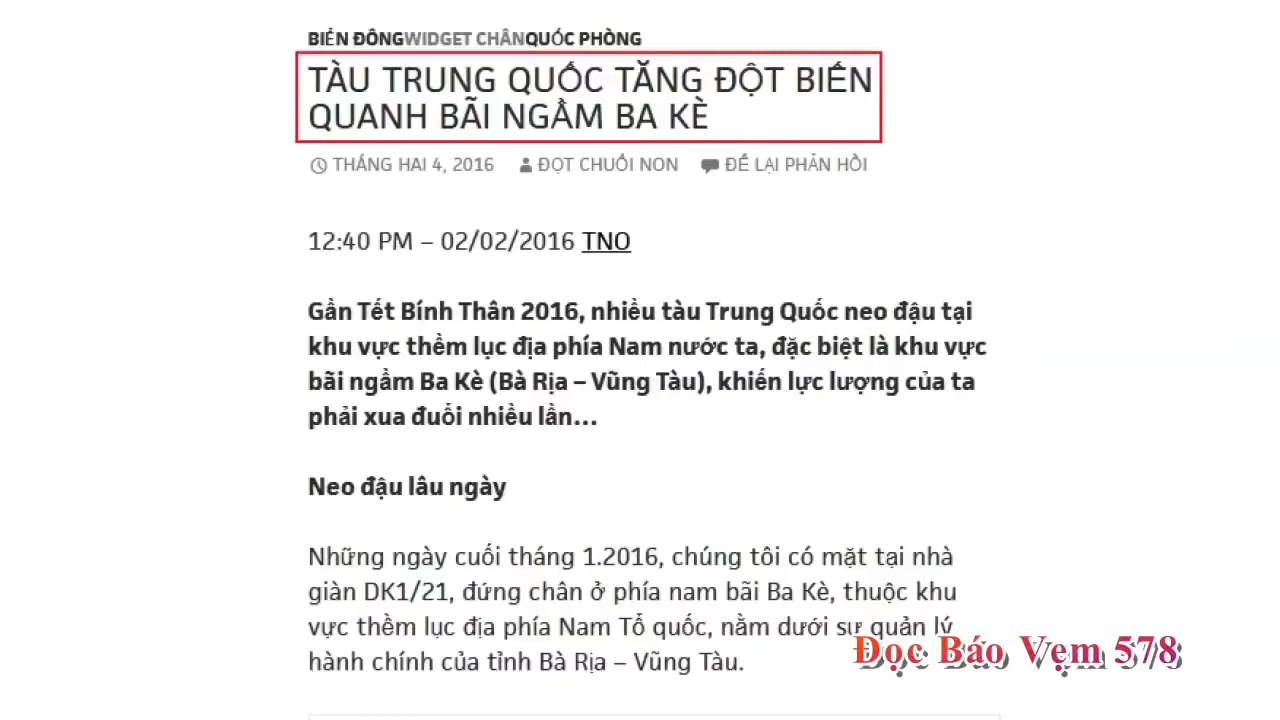 BIỂN ĐÔNGWIDGET CHÂNQUỐC PHÒNG
TÀU TRUNG QUỐC TĂNG ĐỘT BIẾN
QUANH BÃI NGẦM BA KÈ
THÁNG HAI 4, 2016 ĐỌT CHUỐI NON ĐỂ LẠI PHẢN HỒI
12:40 PM – 02/02/2016 TNO
Gần Tết Bính Thân 2016, nhiều tàu Trung Quốc neo đậu tại
khu vực thềm lục địa phía Nam nước ta, đặc biệt là khu vực
bãi ngầm Ba Kè (Bà Rịa – Vũng Tàu), khiến lực lượng của ta
phải xua đuổi nhiều lần...
Neo đậu lâu ngày
Những ngày cuối tháng 1.2016, chúng tôi có mặt tại nhà
giàn DK1/21, đứng chân ở phía nam bãi Ba Kè, thuộc khu
vực thềm lục địa phía Nam Tổ quốc, nằm dưới sự quản lý
hành chính của tỉnh Bà Rịa – Vũng Tàu.
Đọc Báo Vẹm 578